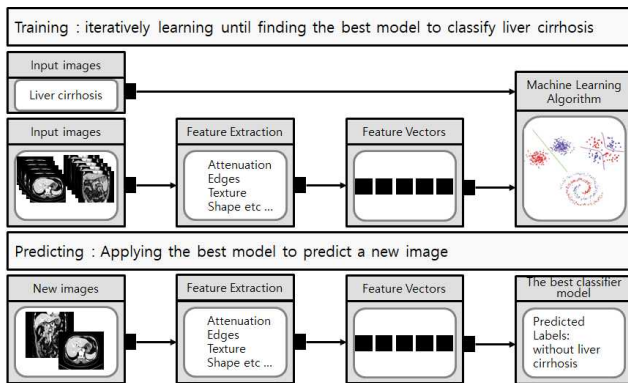 Training : iteratively learning until finding the best model to classify liver cirrhosis
Input images
Liver cirrhosis
Machine Learning
Algorithm
Input images
Feature Extraction
Feature Vectors
Attenuation
Edges
Texture
Shape etc ...
Predicting : Applying the best model to predict a new image
New images
Feature Extraction
Feature Vectors
The best classifier
model
Attenuation
Edges
Texture
Shape etc ...
Predicted
Labels:
without liver
cirrhosis